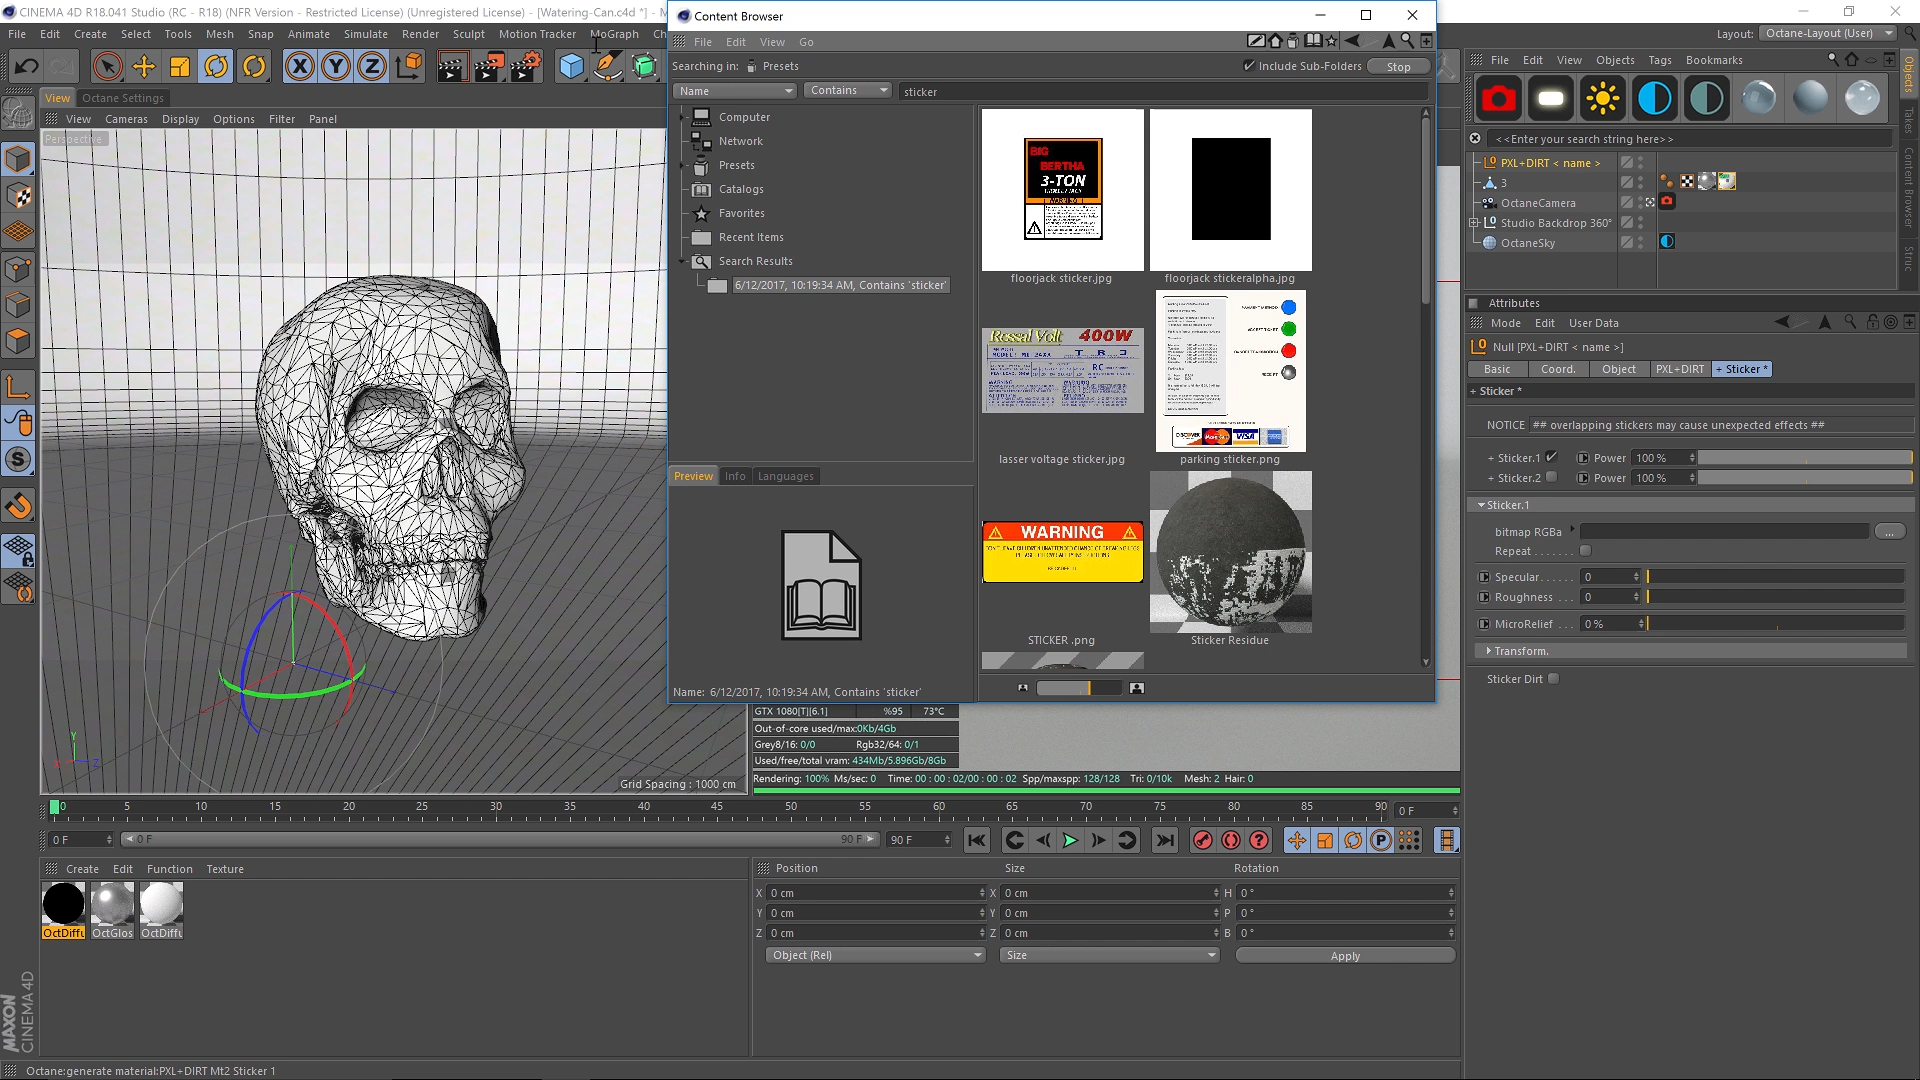 CINEMA 4D R18.041 Studio (RC - R18) (NFR Version - Restricted License) (Unregistered License) - [Watering-Can.c4d *] - M
File Edit Create Select Tools Mesh Snap Animate Simulate Render Sculpt Motion Tracker MoGraph Ch
Layout: Octane-Layout (User)
X Y Z
View Octane Settings
View Cameras Display Options Filter Panel
Perspective
Grid Spacing : 1000 cm
Content Browser
File Edit View Go
Searching in: Presets
Include Sub-Folders Stop
Name Contains sticker
Computer
Network
Presets
Catalogs
Favorites
Recent Items
Search Results
6/12/2017, 10:19:34 AM, Contains 'sticker'
Preview Info Languages
Name: 6/12/2017, 10:19:34 AM, Contains 'sticker'
BIG
BERTHA
3-TON
WARNING
floorjack sticker.jpg
floorjack stickeralpha.jpg
Rossal Volt 400W
lasser voltage sticker.jpg
DISCOVER MasterCard VISA
parking sticker.png
WARNING
STICKER .png
Sticker Residue
GTX 1080[T][6.1] %95 73°C
Out-of-core used/max:0Kb/4Gb
Grey8/16: 0/0 Rgb32/64: 0/1
Used/free/total vram: 434Mb/5.896Gb/8Gb
Rendering: 100% Ms/sec: 0 Time: 00 : 00 : 02/00 : 00 : 02 Spp/maxspp: 128/128 Tri: 0/10k Mesh: 2 Hair: 0
File Edit View Objects Tags Bookmarks
<<Enter your search string here>>
PXL+DIRT < name >
3
OctaneCamera
Studio Backdrop 360°
OctaneSky
Objects
Takes
Content Browser
Struc
Attributes
Mode Edit User Data
Null [PXL+DIRT < name >]
Basic Coord. Object PXL+DIRT + Sticker *
+ Sticker *
NOTICE ## overlapping stickers may cause unexpected effects ##
+ Sticker.1 Power 100 %
+ Sticker.2 Power 100 %
Sticker.1
bitmap RGBa ...
Repeat . . . . . . .
Specular. . . . . . 0
Roughness . . . 0
MicroRelief . . . 0 %
Transform.
Sticker Dirt
0 5 10 15 20 25 30 35 40 45 50 55 60 65 70 75 80 85 90 0 F
0 F 0 F 90 F 90 F
Create Edit Function Texture
OctDiffu OctGlos OctDiffu
Position Size Rotation
X 0 cm X 0 cm H 0 °
Y 0 cm Y 0 cm P 0 °
Z 0 cm Z 0 cm B 0 °
Object (Rel) Size Apply
MAXON
CINEMA 4D
Octane:generate material:PXL+DIRT Mt2 Sticker 1